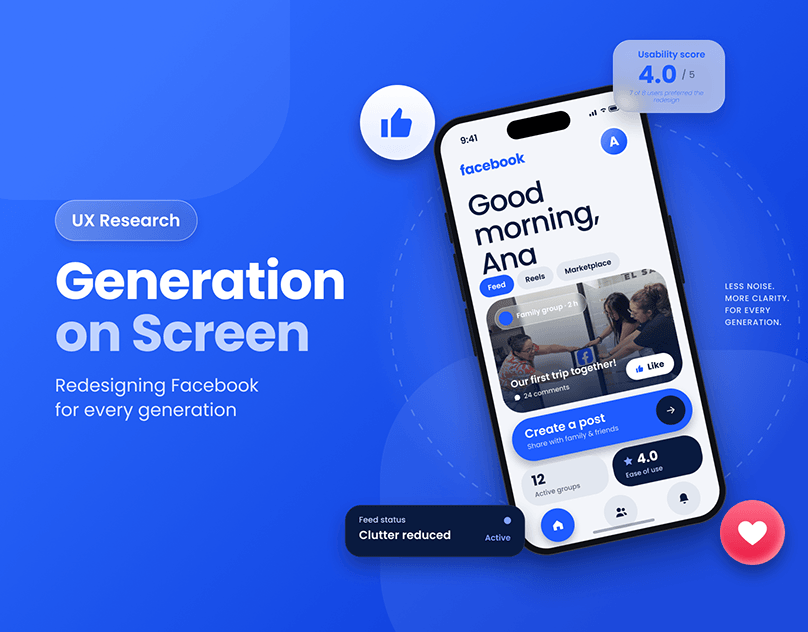 UX Research
Generation
on Screen
Redesigning Facebook
for every generation
Usability score
4.0 / 5
7 of 8 users preferred the
redesign
9:41
facebook
A
Good
morning,
Ana
Feed
Reels
Marketplace
EL SA
Family group · 2 h
f
Our first trip together!
24 comments
Like
Create a post
Share with family & friends
12
Active groups
4.0
Ease of use
LESS NOISE.
MORE CLARITY.
FOR EVERY
GENERATION.
Feed status
Clutter reduced
Active